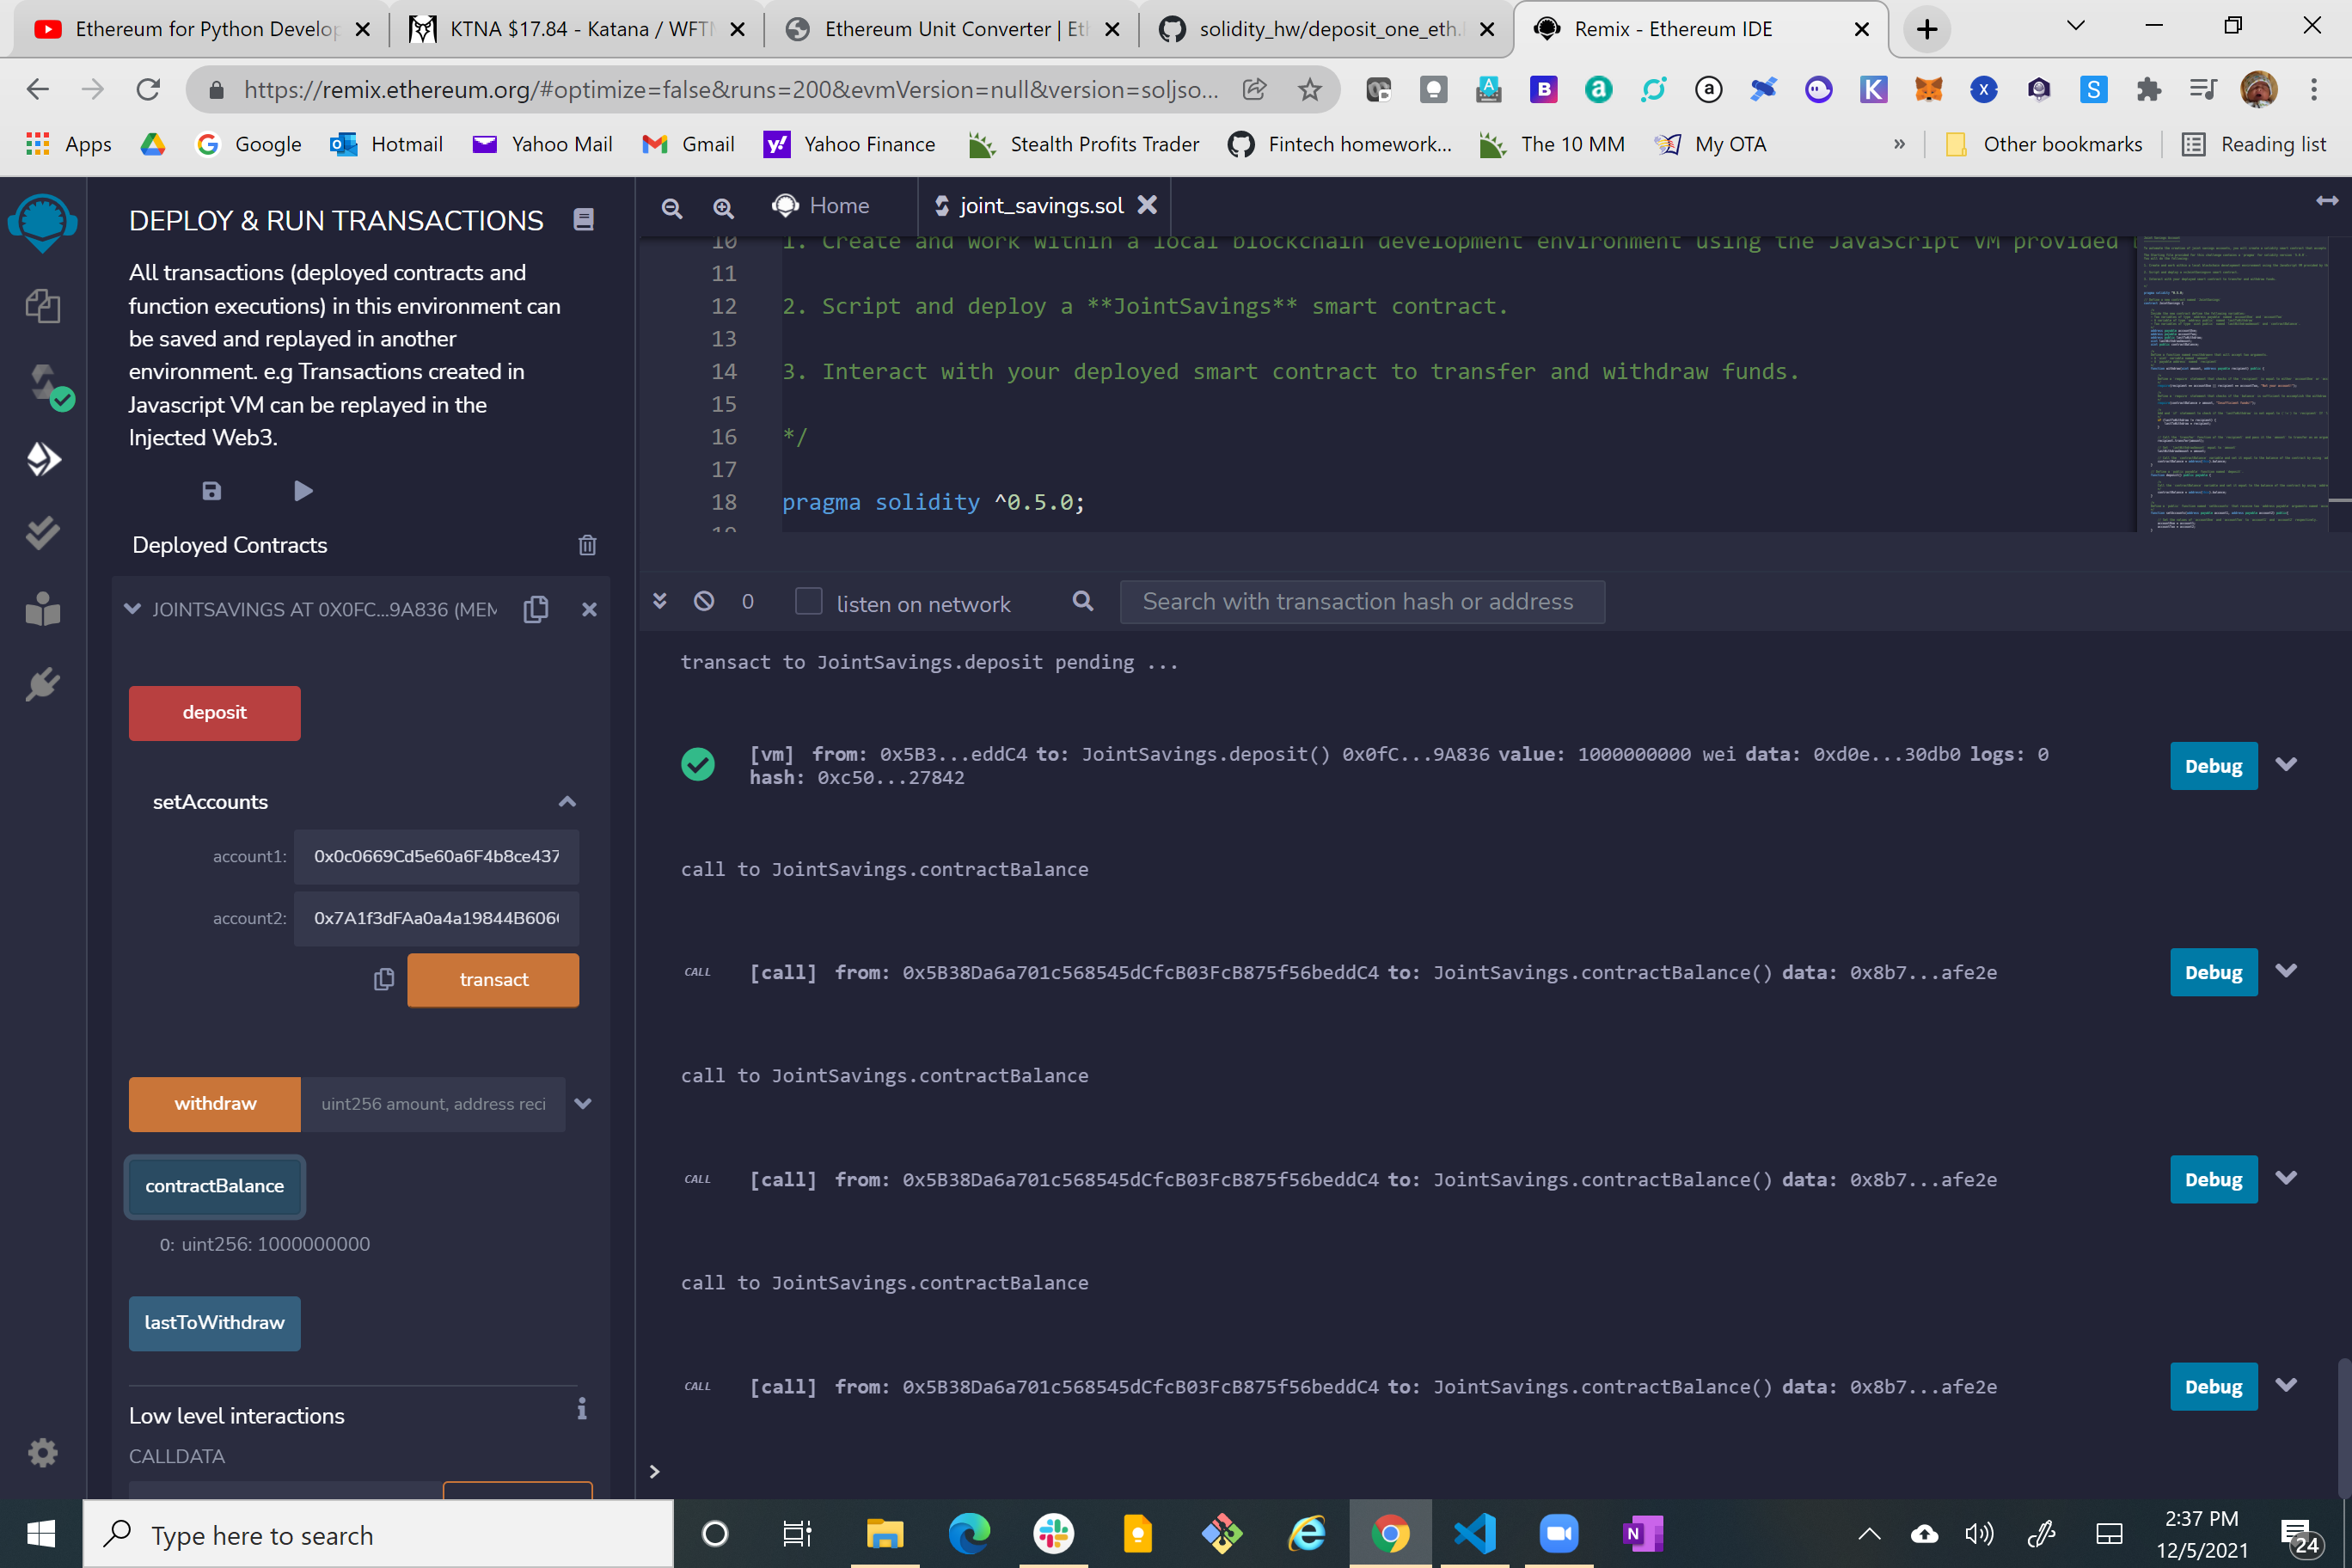 Ethereum for Python Develop
KTNA $17.84 - Katana / WFTM
Ethereum Unit Converter | Eth
solidity_hw/deposit_one_eth.
Remix - Ethereum IDE
https://remix.ethereum.org/#optimize=false&runs=200&evmVersion=null&version=soljso...
Apps
Google
Hotmail
Yahoo Mail
Gmail
Yahoo Finance
Stealth Profits Trader
Fintech homework...
The 10 MM
My OTA
»
Other bookmarks
Reading list
DEPLOY & RUN TRANSACTIONS
All transactions (deployed contracts and
function executions) in this environment can
be saved and replayed in another
environment. e.g Transactions created in
Javascript VM can be replayed in the
Injected Web3.
Deployed Contracts
JOINTSAVINGS AT 0X0FC...9A836 (MEM
deposit
setAccounts
account1: 0x0c0669Cd5e60a6F4b8ce437
account2: 0x7A1f3dFAa0a4a19844B606
transact
withdraw
uint256 amount, address reci
contractBalance
0: uint256: 1000000000
lastToWithdraw
Low level interactions
CALLDATA
Home
joint_savings.sol
10 1. Create and work within a local blockchain development environment using the JavaScript VM provided
11
12 2. Script and deploy a **JointSavings** smart contract.
13
14 3. Interact with your deployed smart contract to transfer and withdraw funds.
15
16 */
17
18 pragma solidity ^0.5.0;
19
0
listen on network
Search with transaction hash or address
transact to JointSavings.deposit pending ...
[vm] from: 0x5B3...eddC4 to: JointSavings.deposit() 0x0fC...9A836 value: 1000000000 wei data: 0xd0e...30db0 logs: 0
hash: 0xc50...27842
Debug
call to JointSavings.contractBalance
CALL [call] from: 0x5B38Da6a701c568545dCfcB03FcB875f56beddC4 to: JointSavings.contractBalance() data: 0x8b7...afe2e
Debug
call to JointSavings.contractBalance
CALL [call] from: 0x5B38Da6a701c568545dCfcB03FcB875f56beddC4 to: JointSavings.contractBalance() data: 0x8b7...afe2e
Debug
call to JointSavings.contractBalance
CALL [call] from: 0x5B38Da6a701c568545dCfcB03FcB875f56beddC4 to: JointSavings.contractBalance() data: 0x8b7...afe2e
Debug
>
Type here to search
2:37 PM
12/5/2021
24